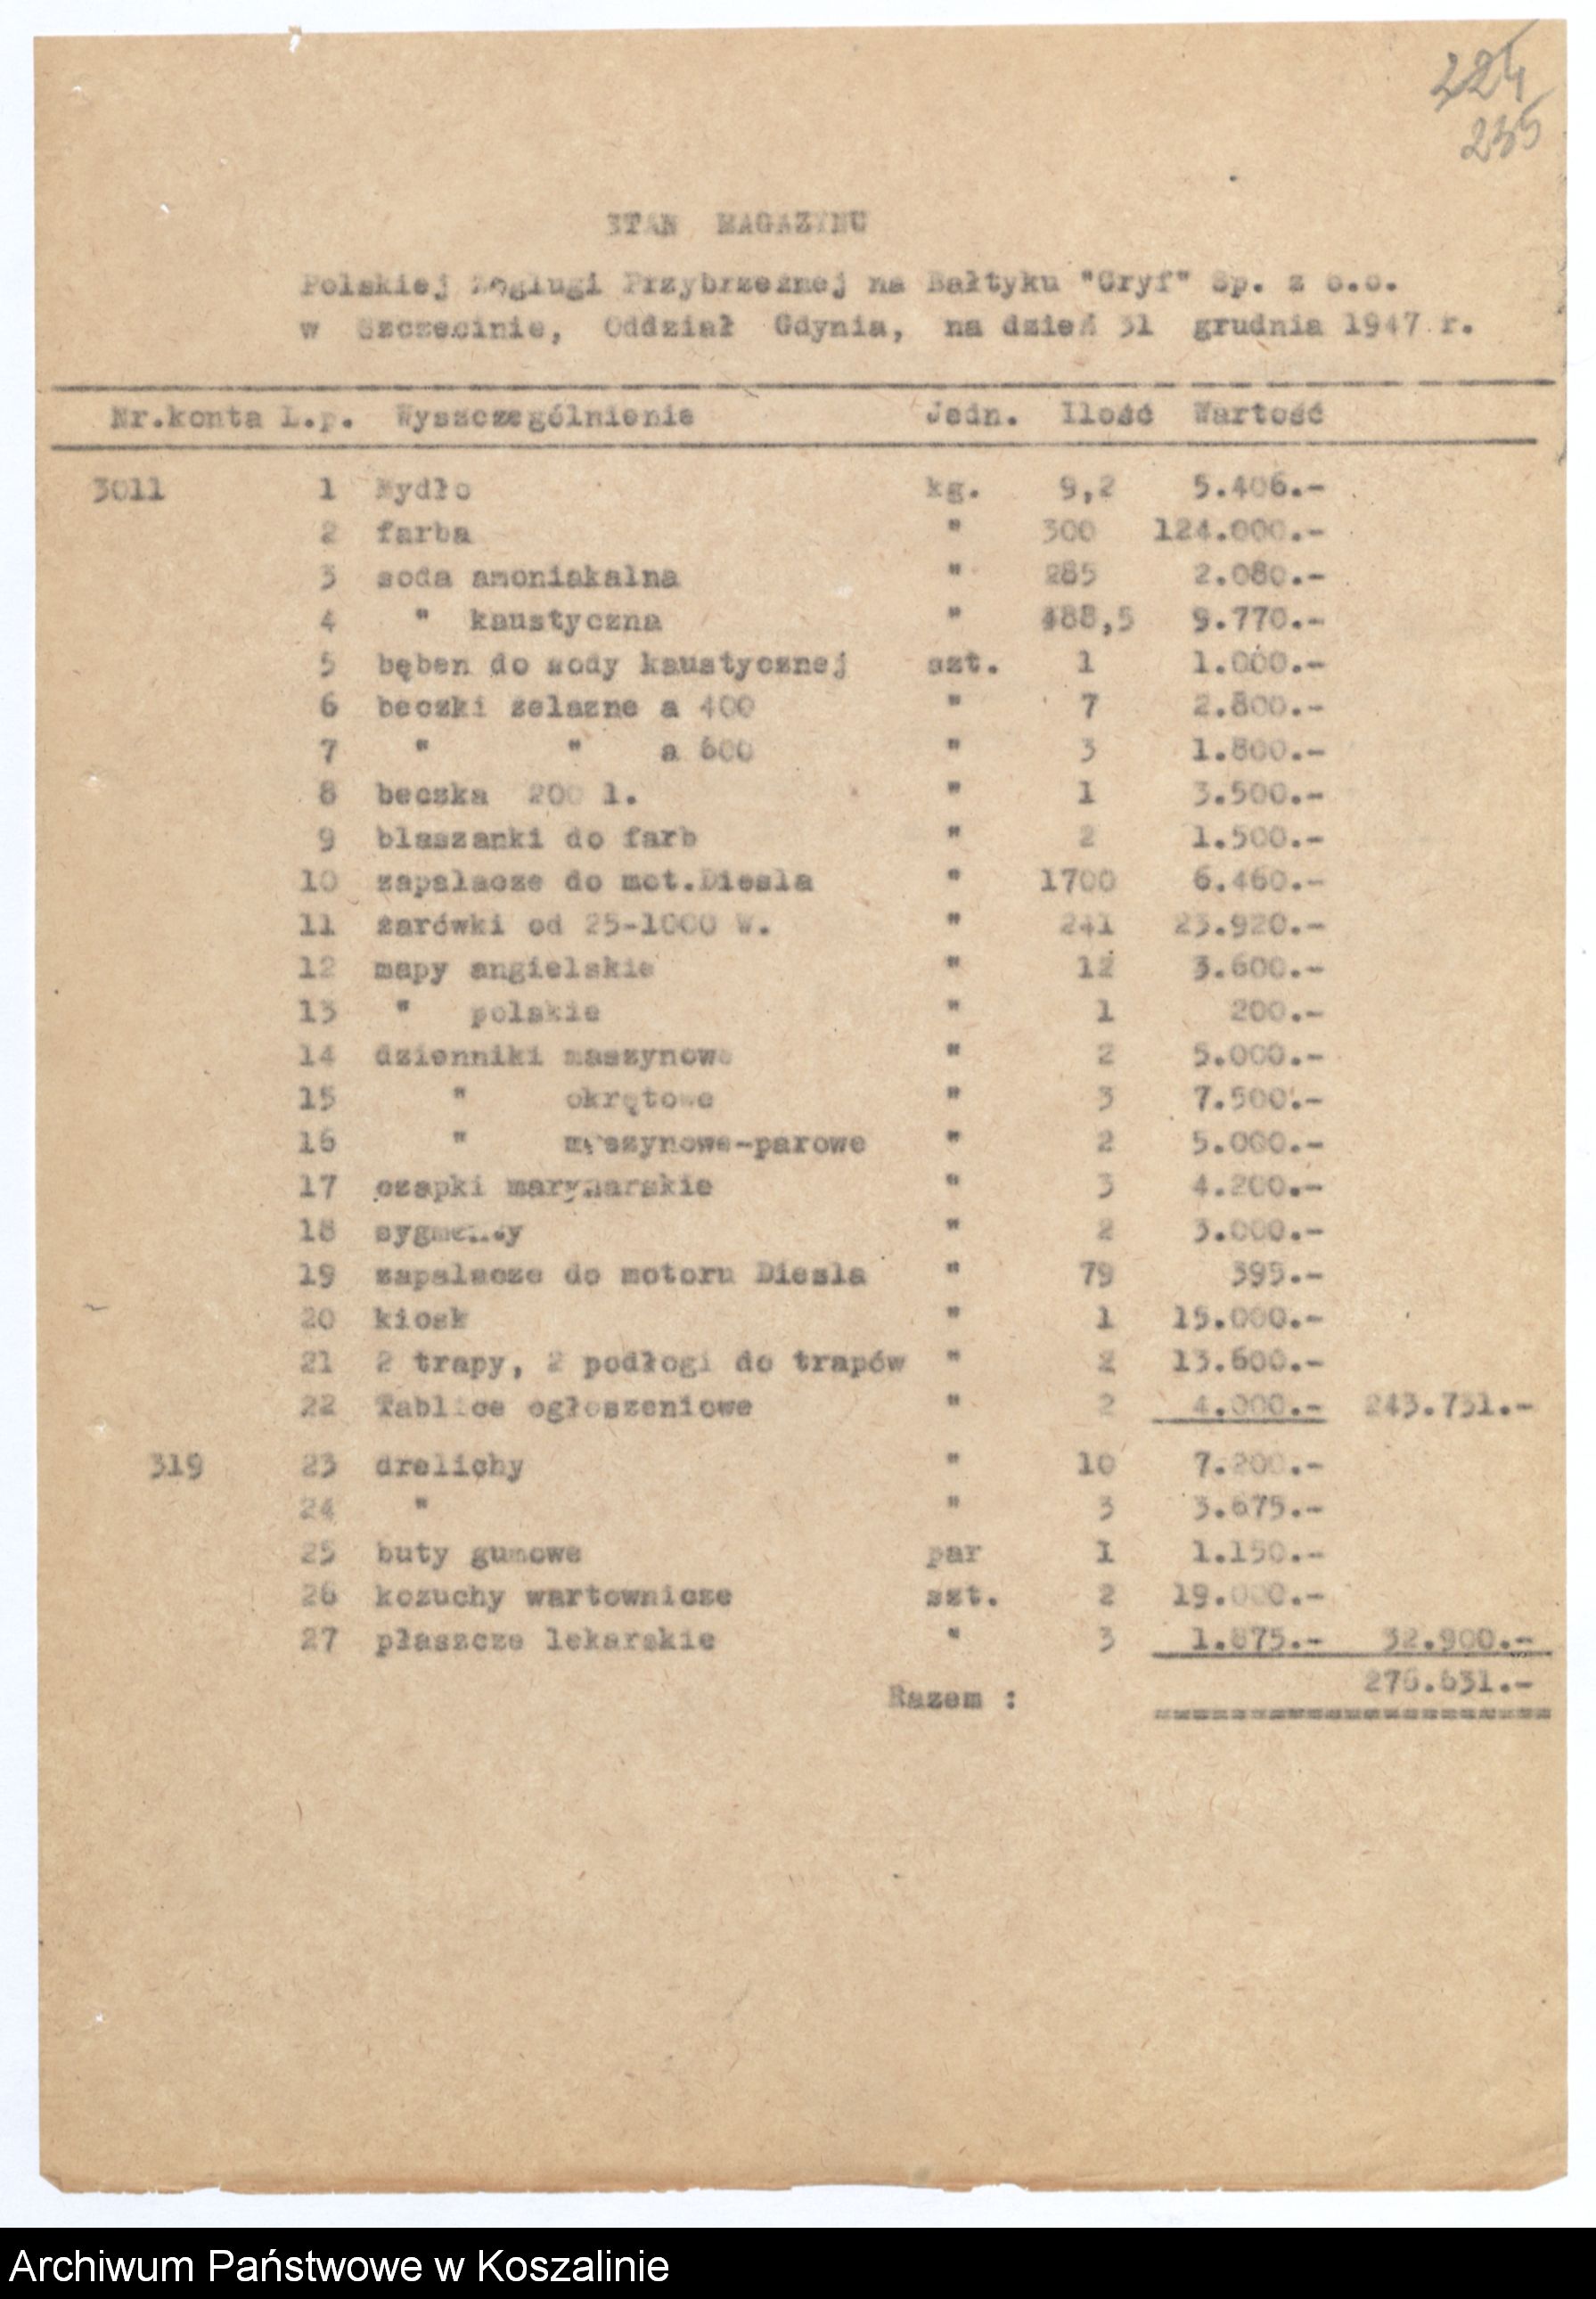 224
235
STAN MAGAZYNU
Polskiej Żeglugi Przybrzeżnej na Bałtyku "Gryf" Sp. z o.o.
w Szczecinie, Oddział Gdynia, na dzień 31 grudnia 1947 r.
Nr.konta L.p. Wyszczególnienie Jedn. Ilość Wartość
3011 1 Mydło kg. 9,2 5.406.-
2 farba " 300 124.000.-
3 soda amoniakalna " 285 2.080.-
4 " kaustyczna " 488,5 9.770.-
5 bęben do sody kaustycznej szt. 1 1.000.-
6 beczki żelazne a 400 " 7 2.800.-
7 " " a 600 " 3 1.800.-
8 beczka 200 l. " 1 3.500.-
9 blaszanki do farb " 2 1.500.-
10 zapalacze do mot.Diesla " 1700 6.460.-
11 żarówki od 25-1000 W. " 241 23.920.-
12 mapy angielskie " 12 3.600.-
13 " polskie " 1 200.-
14 dzienniki maszynowe " 2 5.000.-
15 " okrętowe " 3 7.500.-
16 " maszynowe-parowe " 2 5.000.-
17 czapki marynarskie " 3 4.200.-
18 sygmenty " 2 3.000.-
19 zapalacze do motoru Diesla " 79 395.-
20 kiosk " 1 15.000.-
21 2 trapy, 2 podłogi do trapów " 2 13.600.-
22 Tablice ogłoszeniowe " 2 4.000.- 243.731.-
319 23 drelichy " 10 7.200.-
24 " " 3 3.675.-
25 buty gumowe par 1 1.150.-
26 kożuchy wartownicze szt. 2 19.000.-
27 płaszcze lekarskie " 3 1.875.- 32.900.-
276.631.-
Razem :
Archiwum Państwowe w Koszalinie